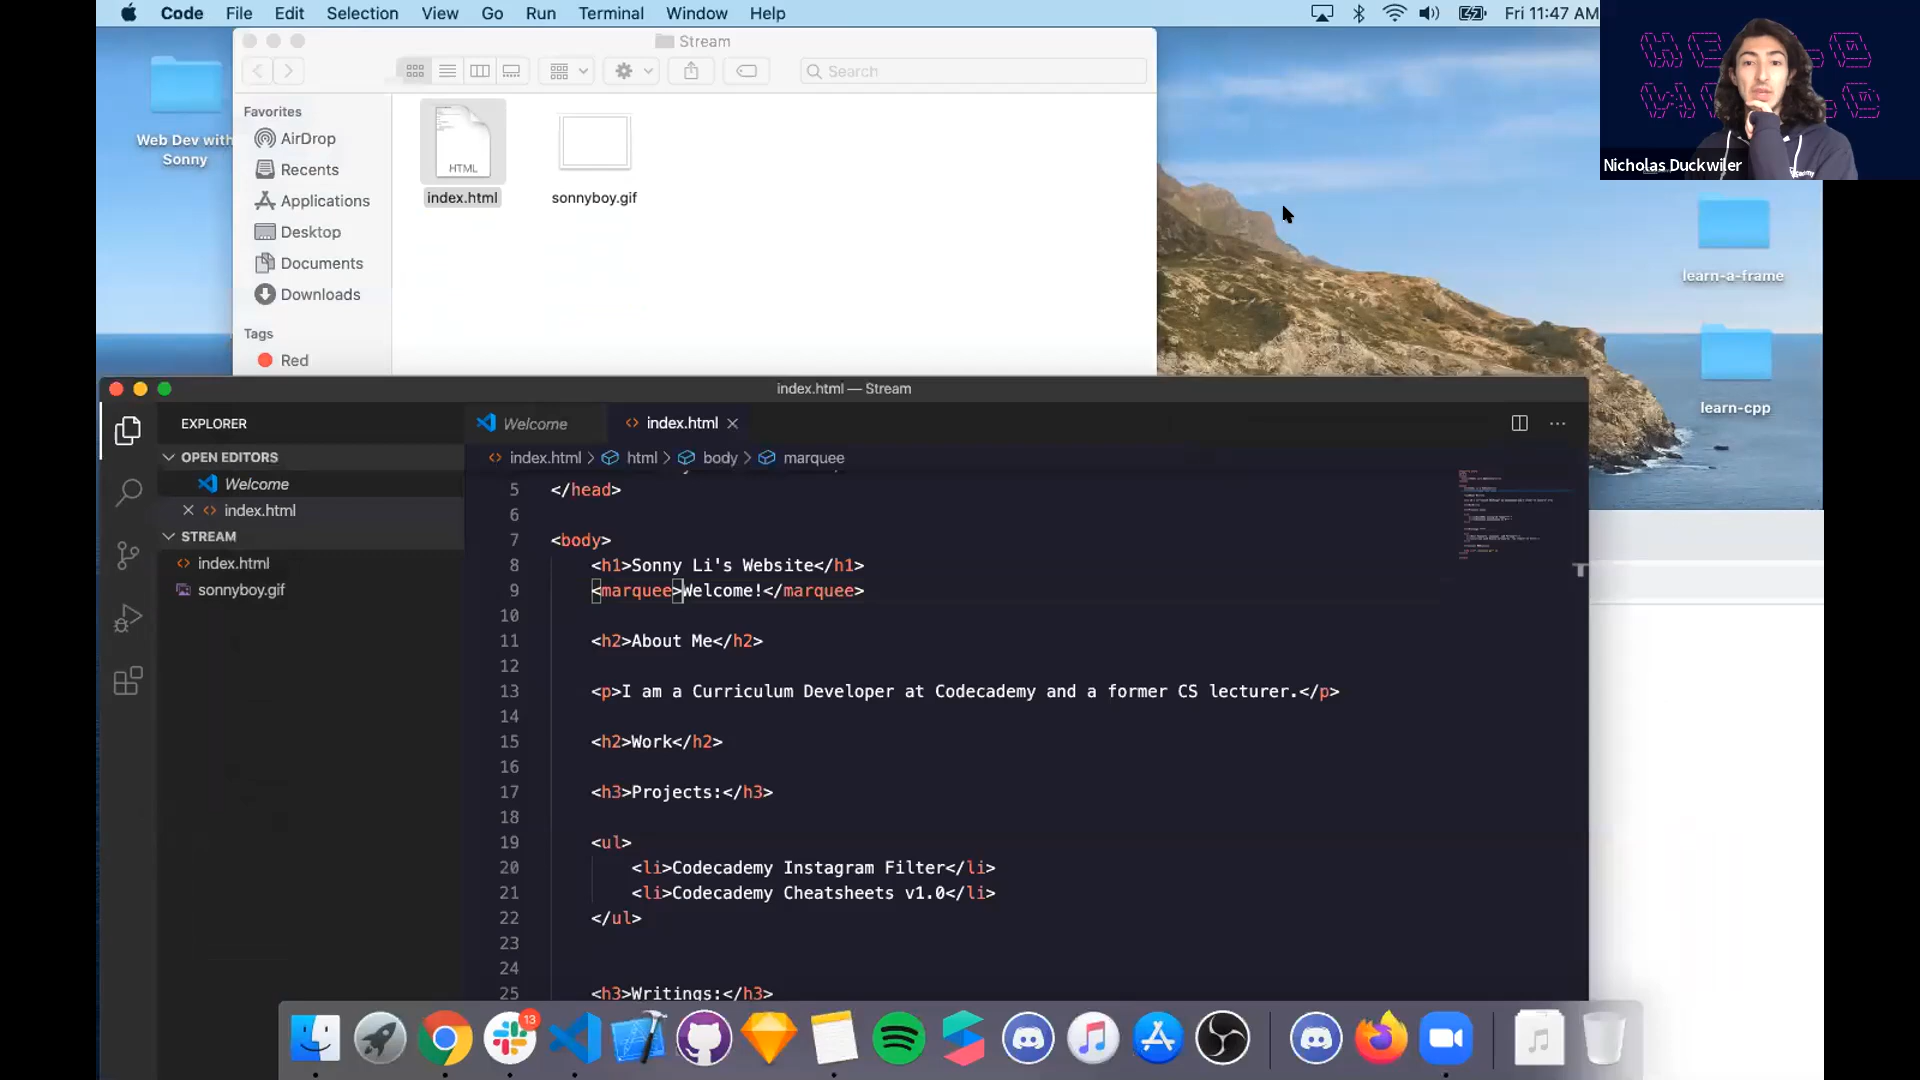 Code File Edit Selection View Go Run Terminal Window Help Fri 11:47 AM
Nicholas Duckwiler
Web Dev with
Sonny
Stream
Search
Favorites
AirDrop
Recents
Applications
Desktop
Documents
Downloads
Tags
Red
HTML
index.html
sonnyboy.gif
learn-a-frame
learn-cpp
index.html — Stream
EXPLORER
OPEN EDITORS
Welcome
index.html
STREAM
index.html
sonnyboy.gif
Welcome index.html
index.html > html > body > marquee
5 </head>
6
7 <body>
8 <h1>Sonny Li's Website</h1>
9 <marquee>Welcome!</marquee>
10
11 <h2>About Me</h2>
12
13 <p>I am a Curriculum Developer at Codecademy and a former CS lecturer.</p>
14
15 <h2>Work</h2>
16
17 <h3>Projects:</h3>
18
19 <ul>
20 <li>Codecademy Instagram Filter</li>
21 <li>Codecademy Cheatsheets v1.0</li>
22 </ul>
23
24
25 <h3>Writings:</h3>
13